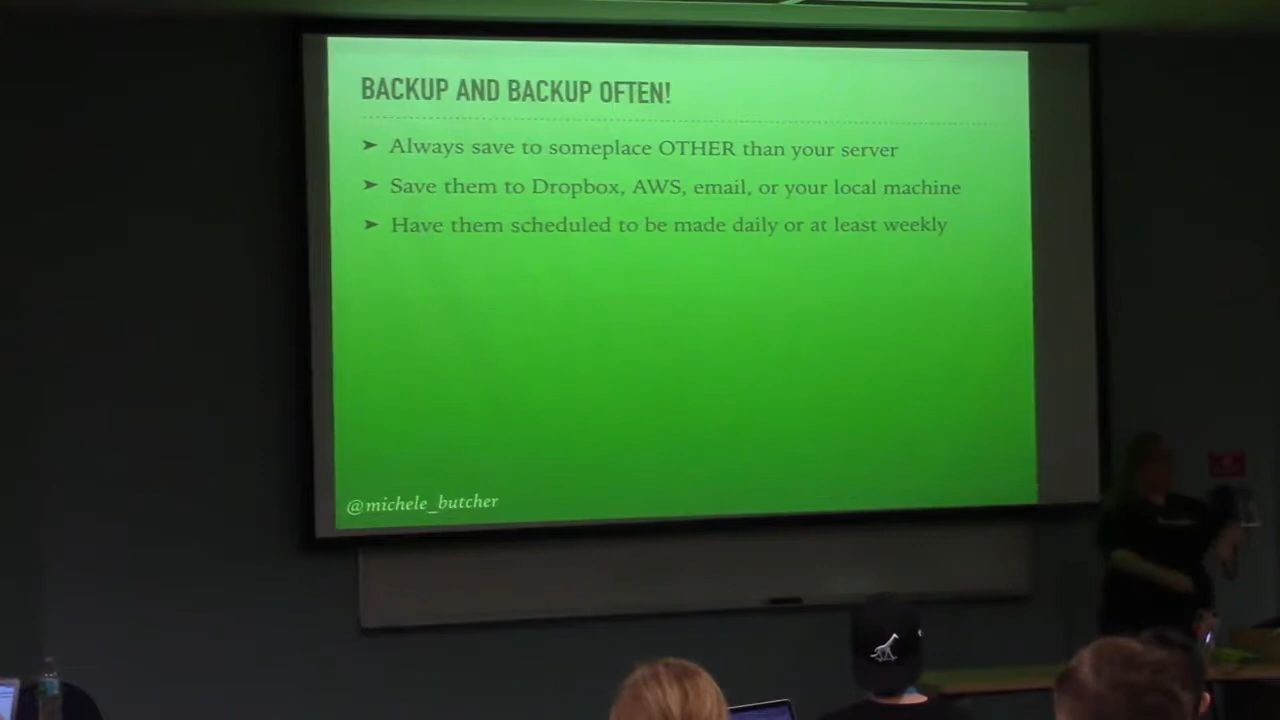 BACKUP AND BACKUP OFTEN!
➤ Always save to someplace OTHER than your server
➤ Save them to Dropbox, AWS, email, or your local machine
➤ Have them scheduled to be made daily or at least weekly
@michele_butcher